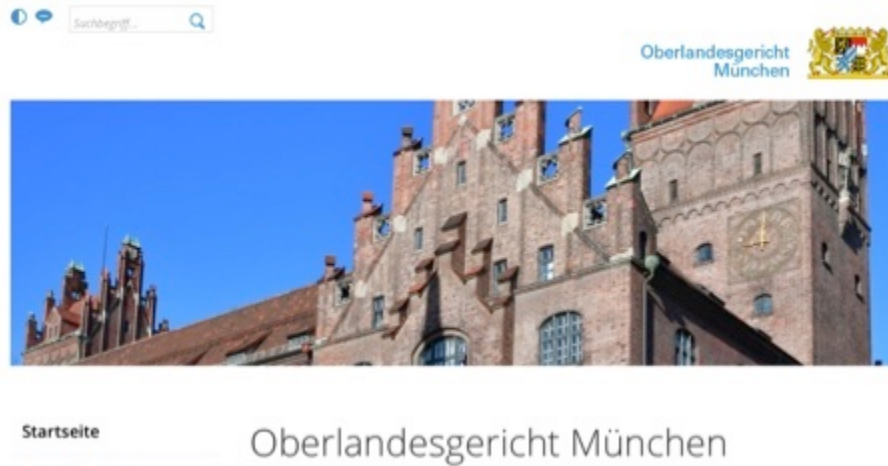 Suchbegriff...
Oberlandesgericht
München
Startseite
Oberlandesgericht München